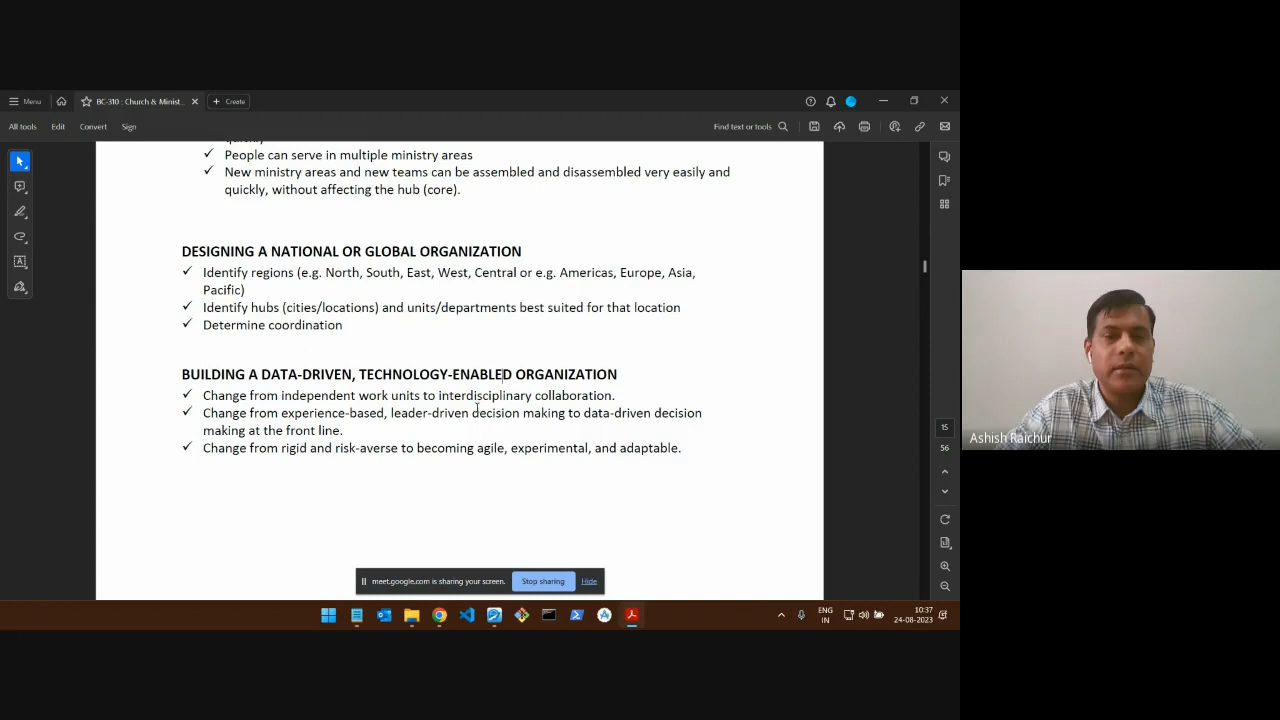 Menu
BC-310 : Church & Minist...
Create
All tools
Edit
Convert
Sign
Find text or tools
quickly
✓ People can serve in multiple ministry areas
✓ New ministry areas and new teams can be assembled and disassembled very easily and
quickly, without affecting the hub (core).
DESIGNING A NATIONAL OR GLOBAL ORGANIZATION
✓ Identify regions (e.g. North, South, East, West, Central or e.g. Americas, Europe, Asia,
Pacific)
✓ Identify hubs (cities/locations) and units/departments best suited for that location
✓ Determine coordination
BUILDING A DATA-DRIVEN, TECHNOLOGY-ENABLED ORGANIZATION
✓ Change from independent work units to interdisciplinary collaboration.
✓ Change from experience-based, leader-driven decision making to data-driven decision
making at the front line.
✓ Change from rigid and risk-averse to becoming agile, experimental, and adaptable.
15
56
Ashish Raichur
meet.google.com is sharing your screen.
Stop sharing
Hide
ENG
IN
10:37
24-08-2023